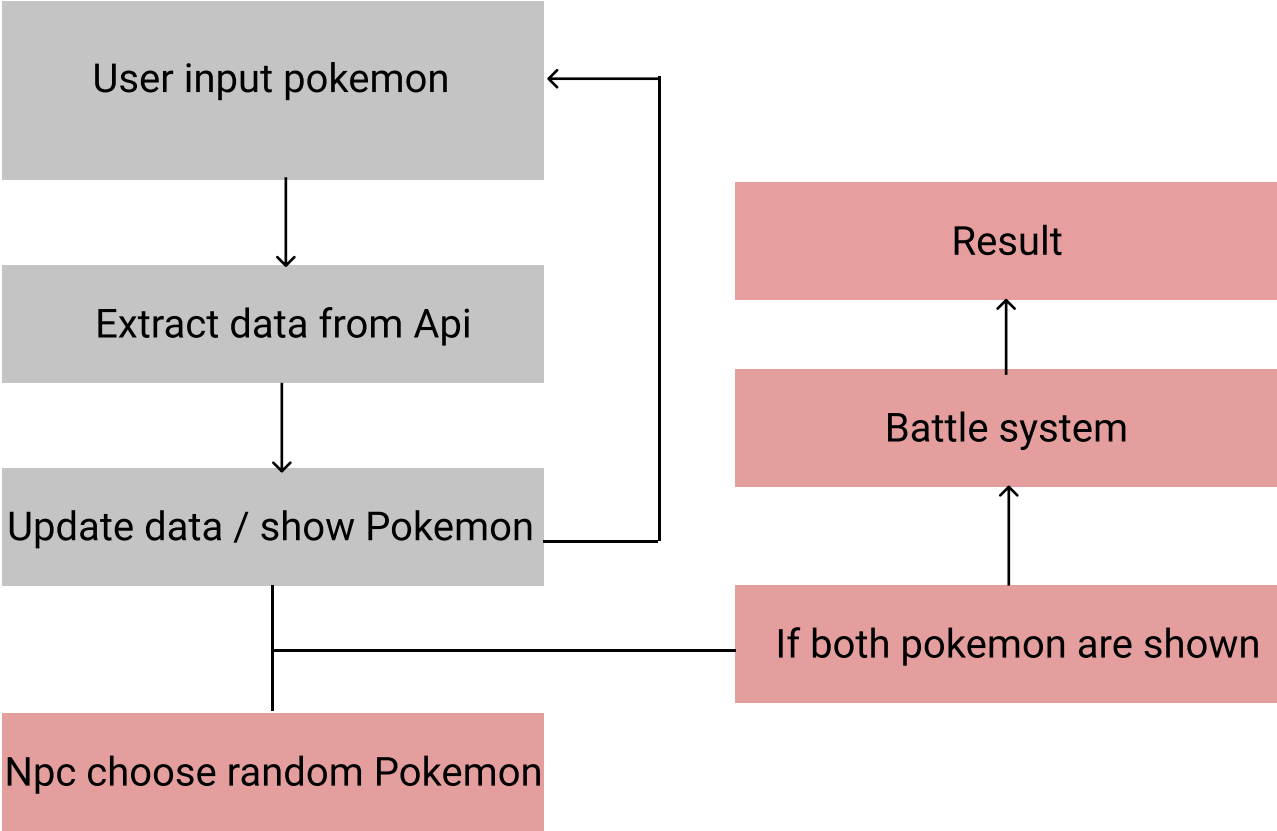 User input pokemon
Extract data from Api
Update data / show Pokemon
Npc choose random Pokemon
Result
Battle system
If both pokemon are shown